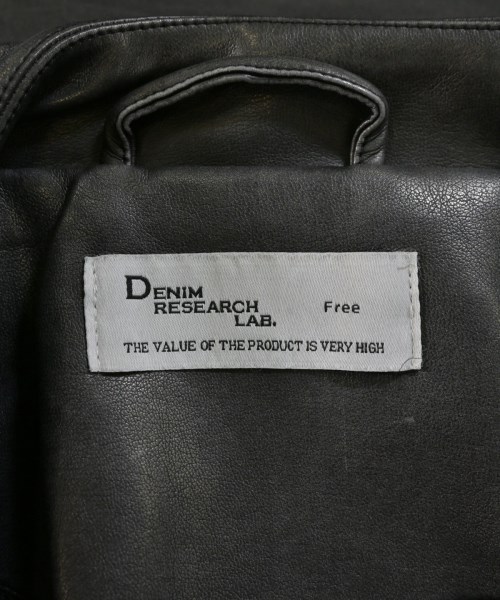 DENIM
RESEARCH
LAB.
Free
THE VALUE OF THE PRODUCT IS VERY HIGH